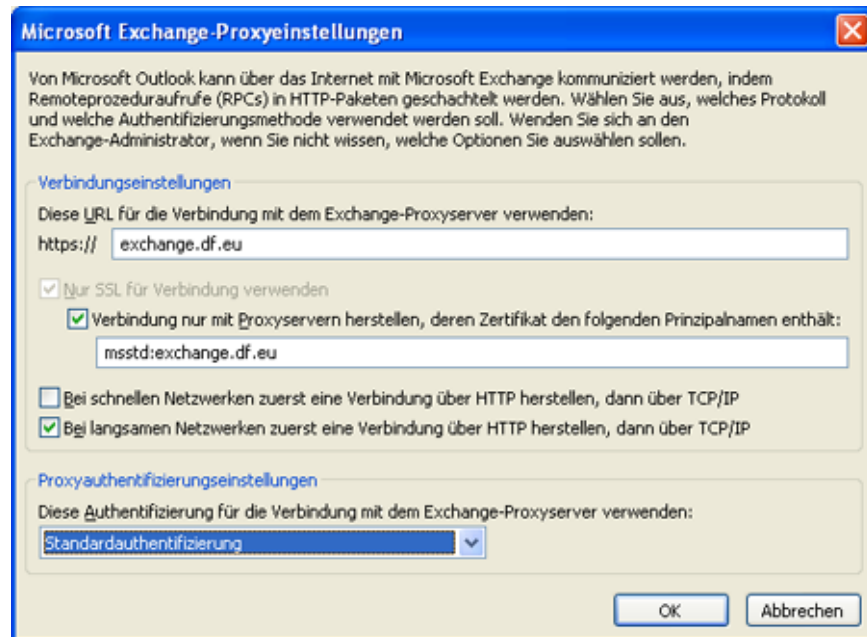 Microsoft Exchange-Proxyeinstellungen
Von Microsoft Outlook kann über das Internet mit Microsoft Exchange kommuniziert werden, indem
Remoteprozeduraufrufe (RPCs) in HTTP-Paketen geschachtelt werden. Wählen Sie aus, welches Protokoll
und welche Authentifizierungsmethode verwendet werden soll. Wenden Sie sich an den
Exchange-Administrator, wenn Sie nicht wissen, welche Optionen Sie auswählen sollen.
Verbindungseinstellungen
Diese URL für die Verbindung mit dem Exchange-Proxyserver verwenden:
https:// exchange.df.eu
Nur SSL für Verbindung verwenden
Verbindung nur mit Proxyservern herstellen, deren Zertifikat den folgenden Prinzipalnamen enthält:
msstd:exchange.df.eu
Bei schnellen Netzwerken zuerst eine Verbindung über HTTP herstellen, dann über TCP/IP
Bei langsamen Netzwerken zuerst eine Verbindung über HTTP herstellen, dann über TCP/IP
Proxyauthentifizierungseinstellungen
Diese Authentifizierung für die Verbindung mit dem Exchange-Proxyserver verwenden:
Standardauthentifizierung
OK Abbrechen